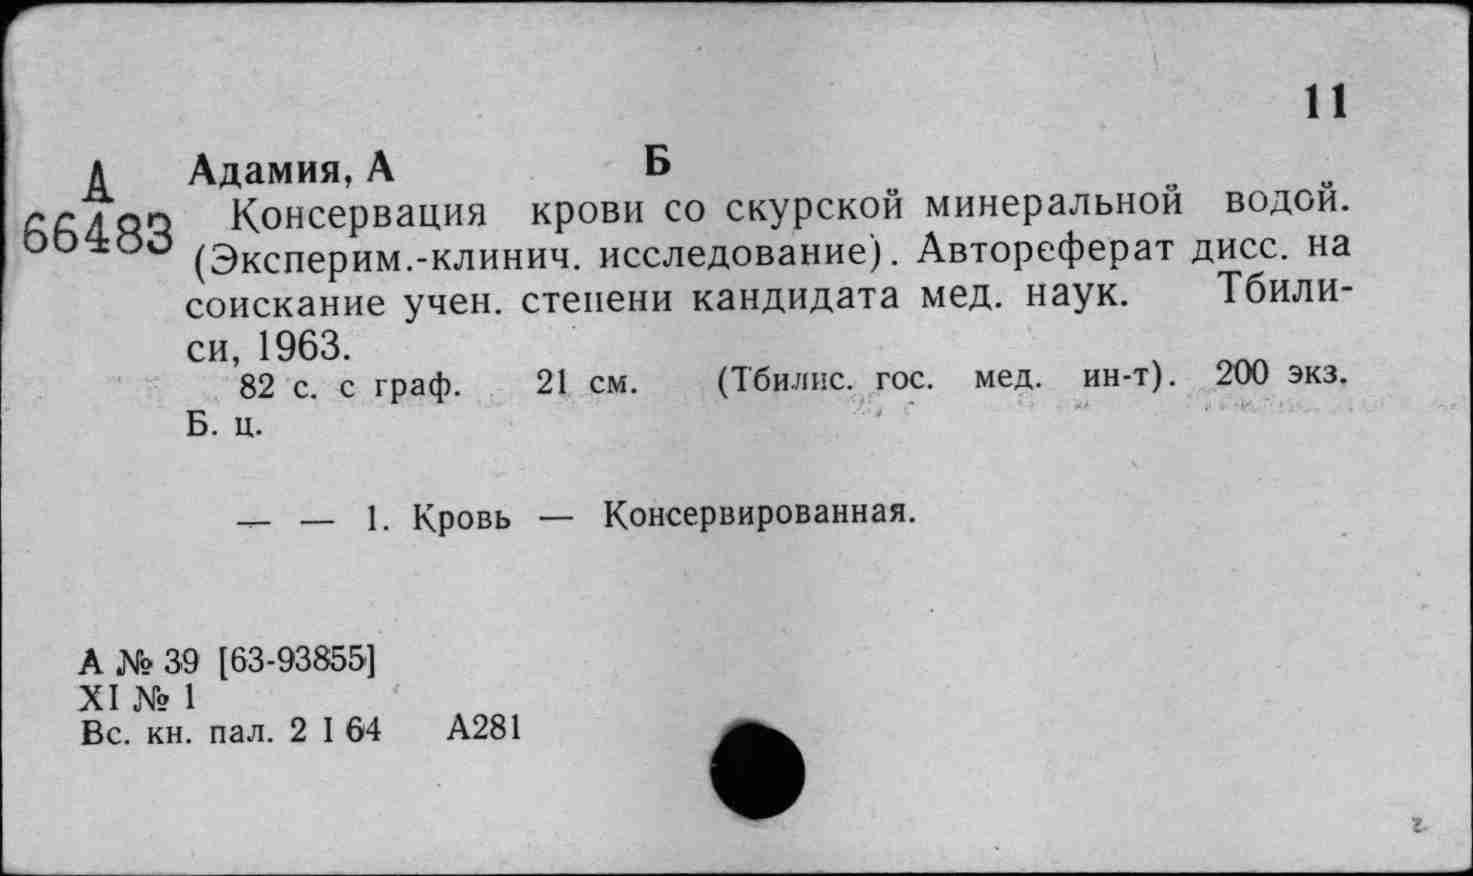 11
А Адамия, А Б
66483 Консервация крови со скурской минеральной водой.
(Эксперим.-клинич. исследование). Автореферат дисс. на
соискание учен. степени кандидата мед. наук. Тбили-
си, 1963.
82 с. с граф. 21 см. (Тбилис. гос. мед. ин-т). 200 экз.
Б. ц.
— — 1. Кровь — Консервированная.
А № 39 [63-93855]
XI № 1
Вс. кн. пал. 2 I 64 А281